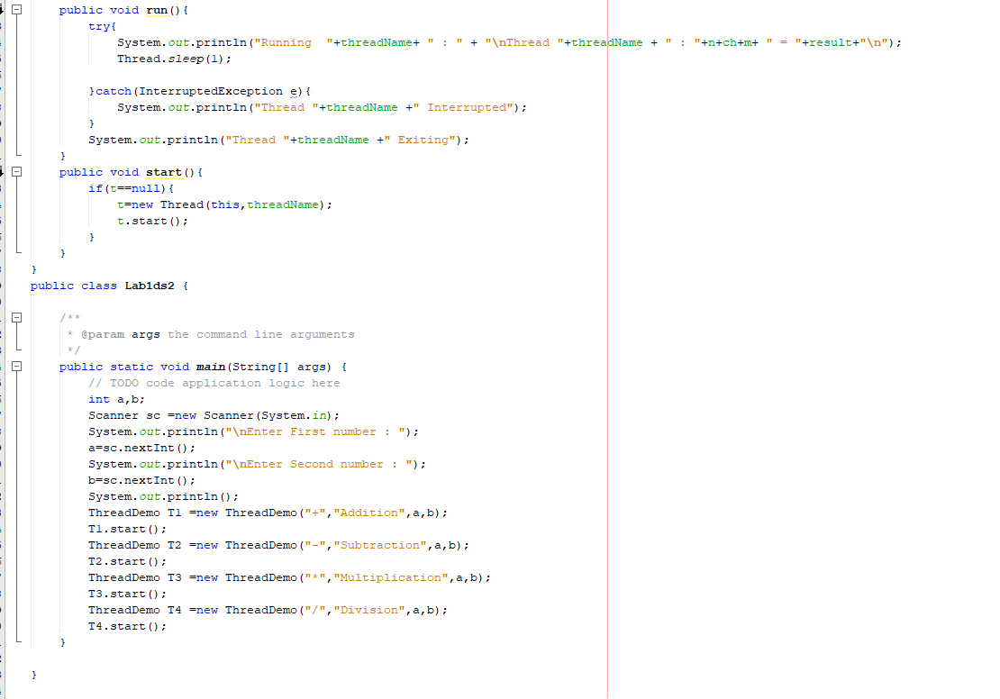 public void run(){
try{
System.out.println("Running  "+threadName+ " : " + "\nThread "+threadName + " : "+n+ch+m+ " = "+result+"\n");
Thread.sleep(1);
}catch(InterruptedException e){
System.out.println("Thread "+threadName +" Interrupted");
}
System.out.println("Thread "+threadName +" Exiting");
}
public void start(){
if(t==null){
t=new Thread(this,threadName);
t.start();
}
}
}
public class Lab1ds2 {
/**
* @param args the command line arguments
*/
public static void main(String[] args) {
// TODO code application logic here
int a,b;
Scanner sc =new Scanner(System.in);
System.out.println("\nEnter First number : ");
a=sc.nextInt();
System.out.println("\nEnter Second number : ");
b=sc.nextInt();
System.out.println();
ThreadDemo T1 =new ThreadDemo("+","Addition",a,b);
T1.start();
ThreadDemo T2 =new ThreadDemo("-","Subtraction",a,b);
T2.start();
ThreadDemo T3 =new ThreadDemo("*","Multiplication",a,b);
T3.start();
ThreadDemo T4 =new ThreadDemo("/","Division",a,b);
T4.start();
}
}